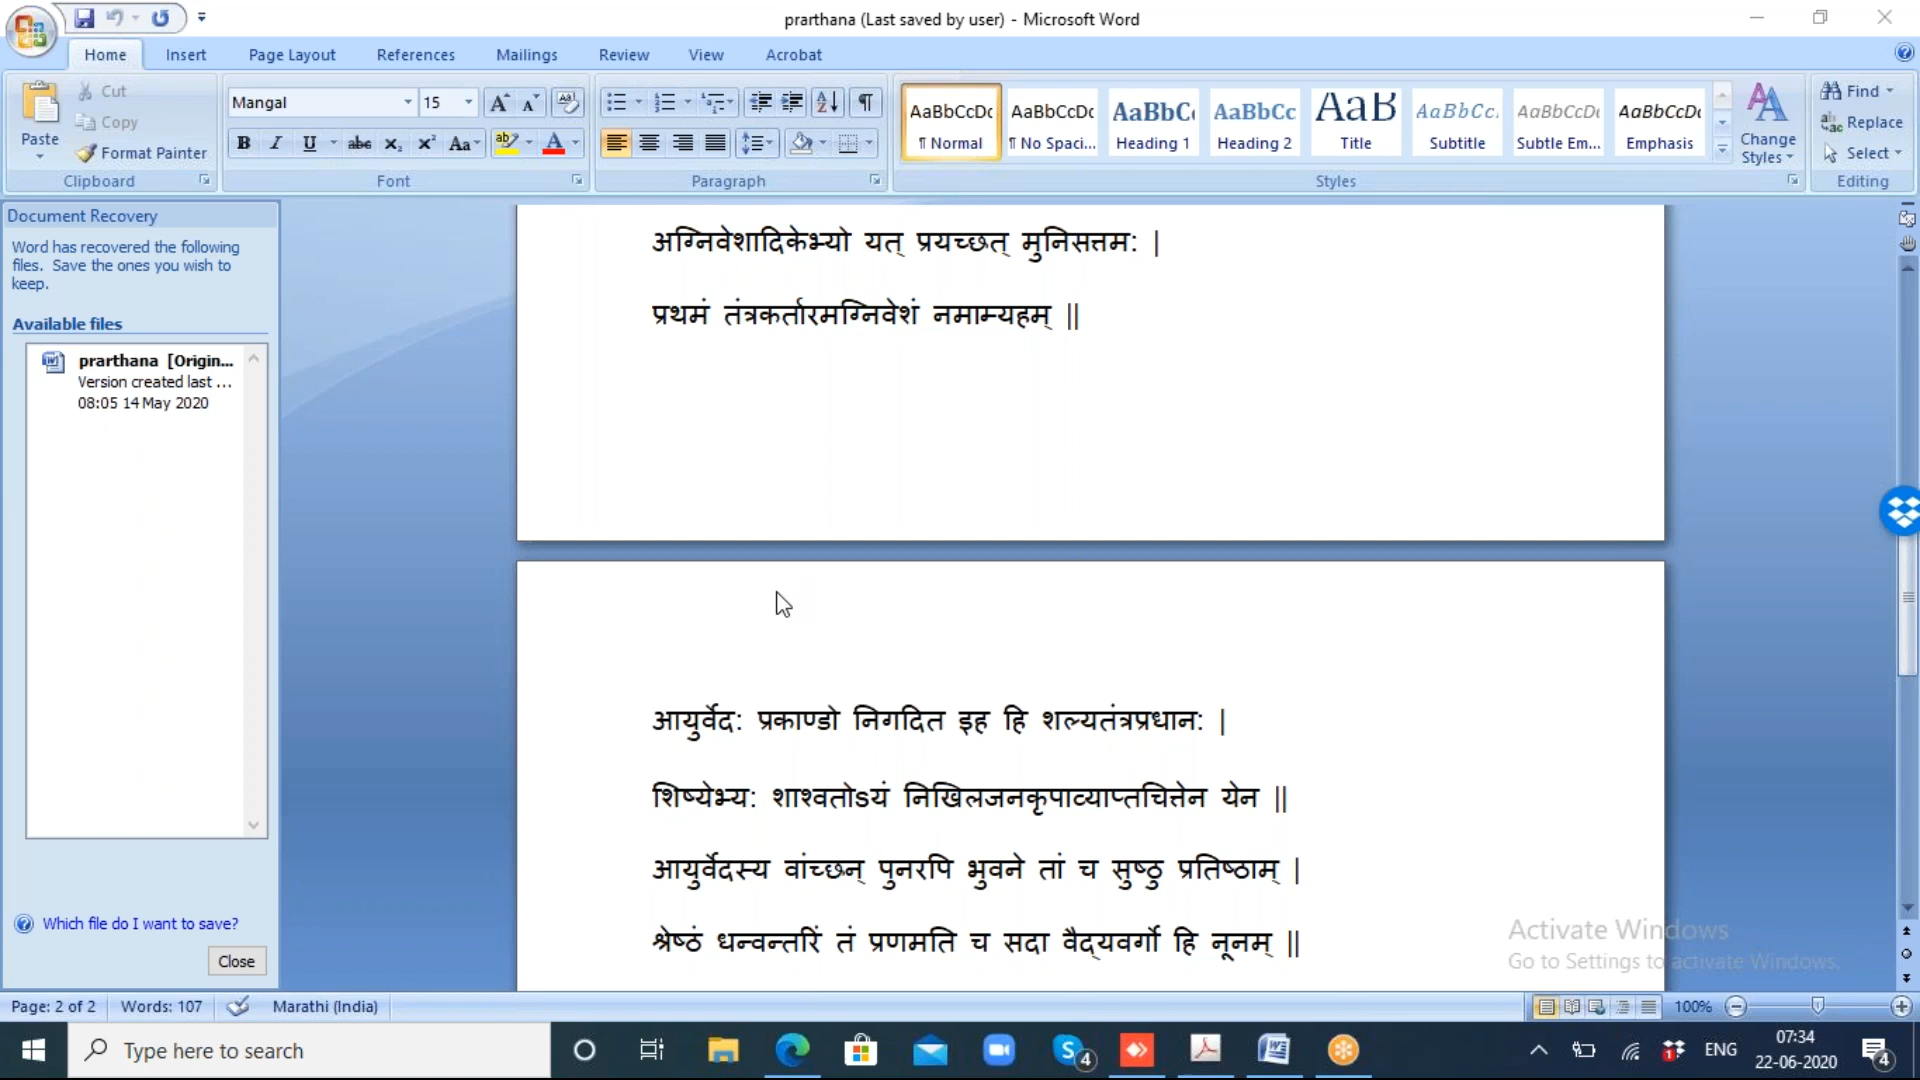 prarthana (Last saved by user) - Microsoft Word
Home Insert Page Layout References Mailings Review View Acrobat
Paste
Cut
Copy
Format Painter
Clipboard
Mangal 15
Font
Paragraph
AaBbCcDc AaBbCcDc AaBbC AaBbCc AaB AaBbCc. AaBbCcDc AaBbCcDc
¶ Normal ¶ No Spaci... Heading 1 Heading 2 Title Subtitle Subtle Em... Emphasis
Change Styles
Styles
Find
Replace
Select
Editing
Document Recovery
Word has recovered the following
files. Save the ones you wish to
keep.
Available files
prarthana [Origin...
Version created last ...
08:05 14 May 2020
Which file do I want to save?
Close
अग्निवेशादिकेभ्यो यत् प्रयच्छत् मुनिसत्तम: |
प्रथमं तंत्रकर्तारमग्निवेशं नमाम्यहम् ||
आयुर्वेद: प्रकाण्डो निगदित इह हि शल्यतंत्रप्रधान: |
शिष्येभ्य: शाश्वतोsयं निखिलजनकृपाव्याप्तचित्तेन येन ||
आयुर्वेदस्य वांच्छन् पुनरपि भुवने तां च सुष्ठु प्रतिष्ठाम् |
श्रेष्ठं धन्वन्तरिं तं प्रणमति च सदा वैद्यवर्गो हि नूनम् ||
Activate Windows
Go to Settings to activate Windows.
Page: 2 of 2 Words: 107 Marathi (India) 100%
Type here to search
ENG
07:34
22-06-2020